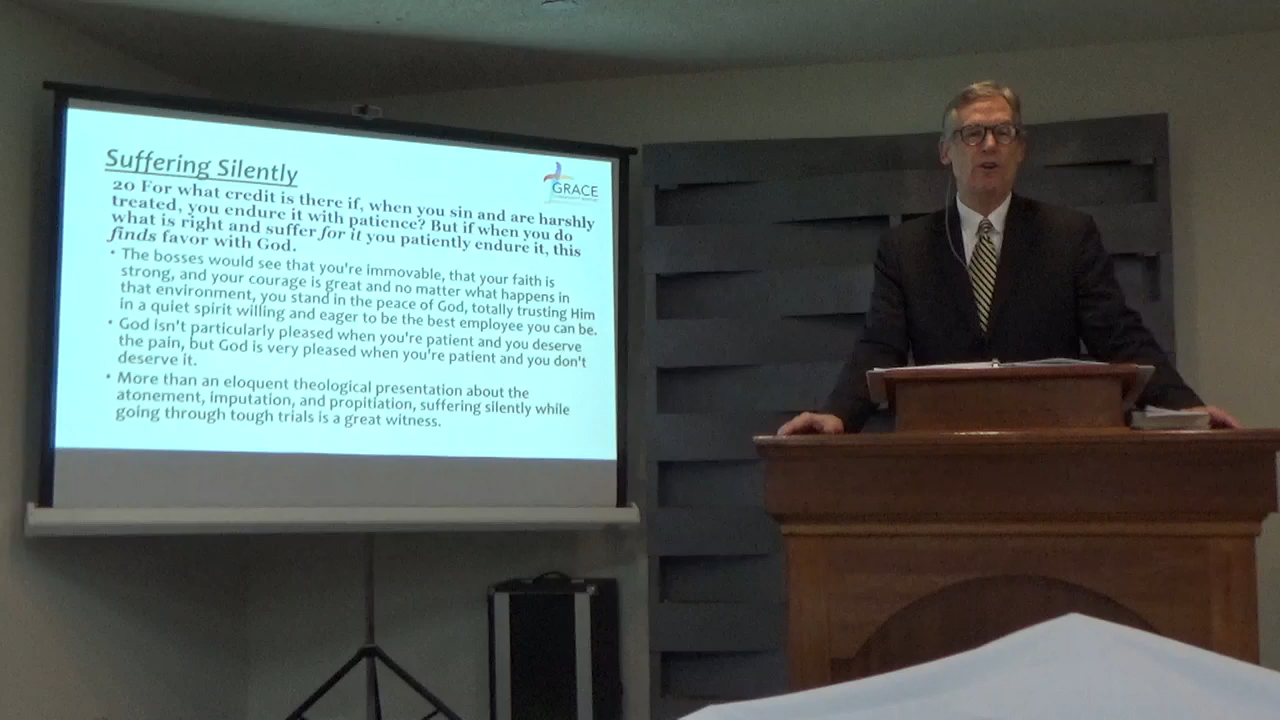 Suffering Silently
GRACE
20 For what credit is there if, when you sin and are harshly
treated, you endure it with patience? But if when you do
what is right and suffer for it you patiently endure it, this
finds favor with God.
• The bosses would see that you're immovable, that your faith is
strong, and your courage is great and no matter what happens in
that environment, you stand in the peace of God, totally trusting Him
in a quiet spirit willing and eager to be the best employee you can be.
• God isn't particularly pleased when you're patient and you deserve
the pain, but God is very pleased when you're patient and you don't
deserve it.
• More than an eloquent theological presentation about the
atonement, imputation, and propitiation, suffering silently while
going through tough trials is a great witness.